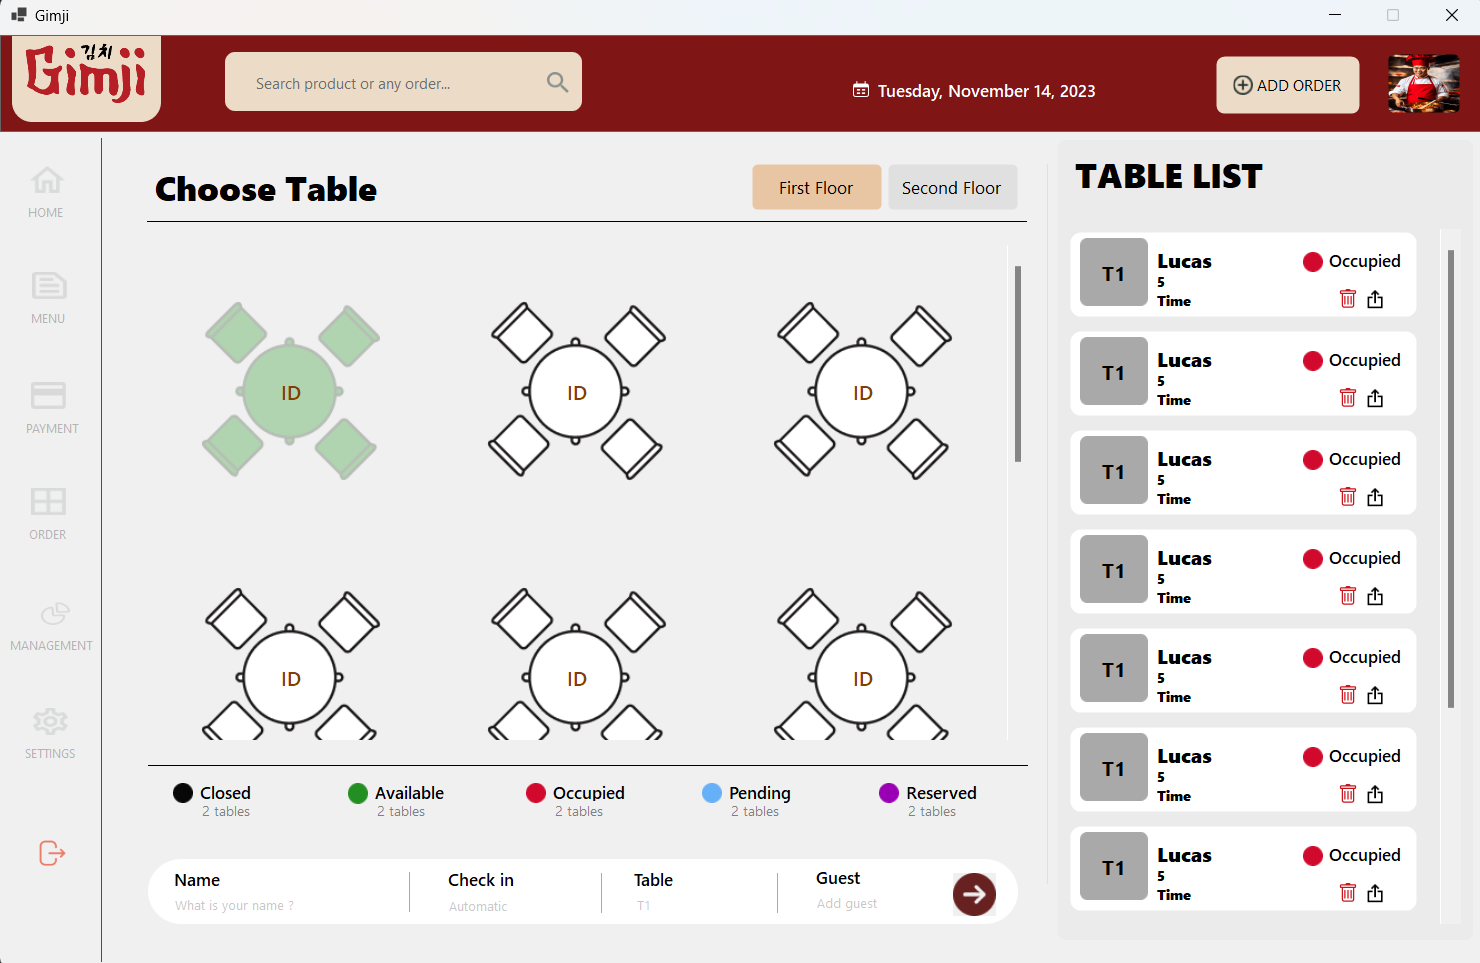 Gimji
김치
Gimji
Search product or any order...
Tuesday, November 14, 2023
ADD ORDER
HOME
MENU
PAYMENT
ORDER
MANAGEMENT
SETTINGS
Choose Table
First Floor
Second Floor
ID
ID
ID
ID
ID
ID
Closed
2 tables
Available
2 tables
Occupied
2 tables
Pending
2 tables
Reserved
2 tables
Name
What is your name ?
Check in
Automatic
Table
T1
Guest
Add guest
TABLE LIST
T1
Lucas
5
Time
Occupied
T1
Lucas
5
Time
Occupied
T1
Lucas
5
Time
Occupied
T1
Lucas
5
Time
Occupied
T1
Lucas
5
Time
Occupied
T1
Lucas
5
Time
Occupied
T1
Lucas
5
Time
Occupied